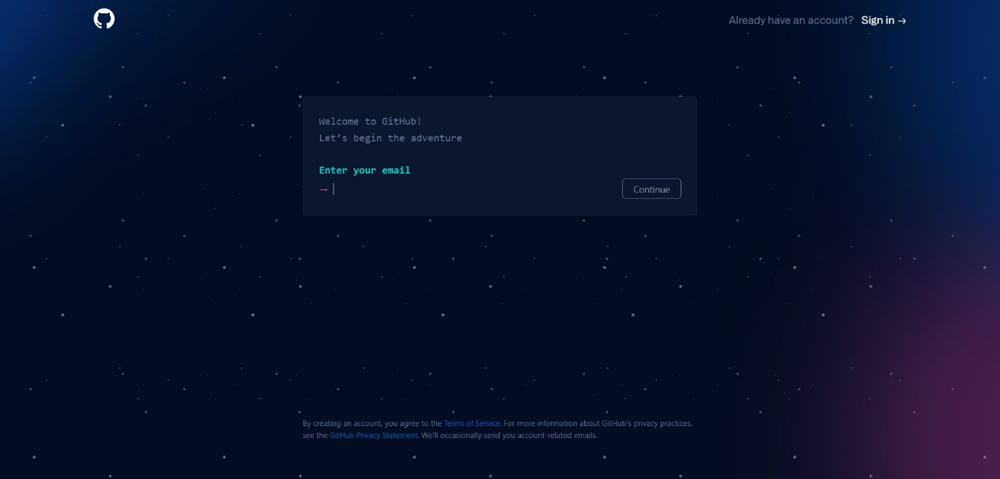 Already have an account? Sign in →
Welcome to GitHub!
Let’s begin the adventure
Enter your email
→
Continue
By creating an account, you agree to the Terms of Service. For more information about GitHub's privacy practices,
see the GitHub Privacy Statement. We'll occasionally send you account-related emails.